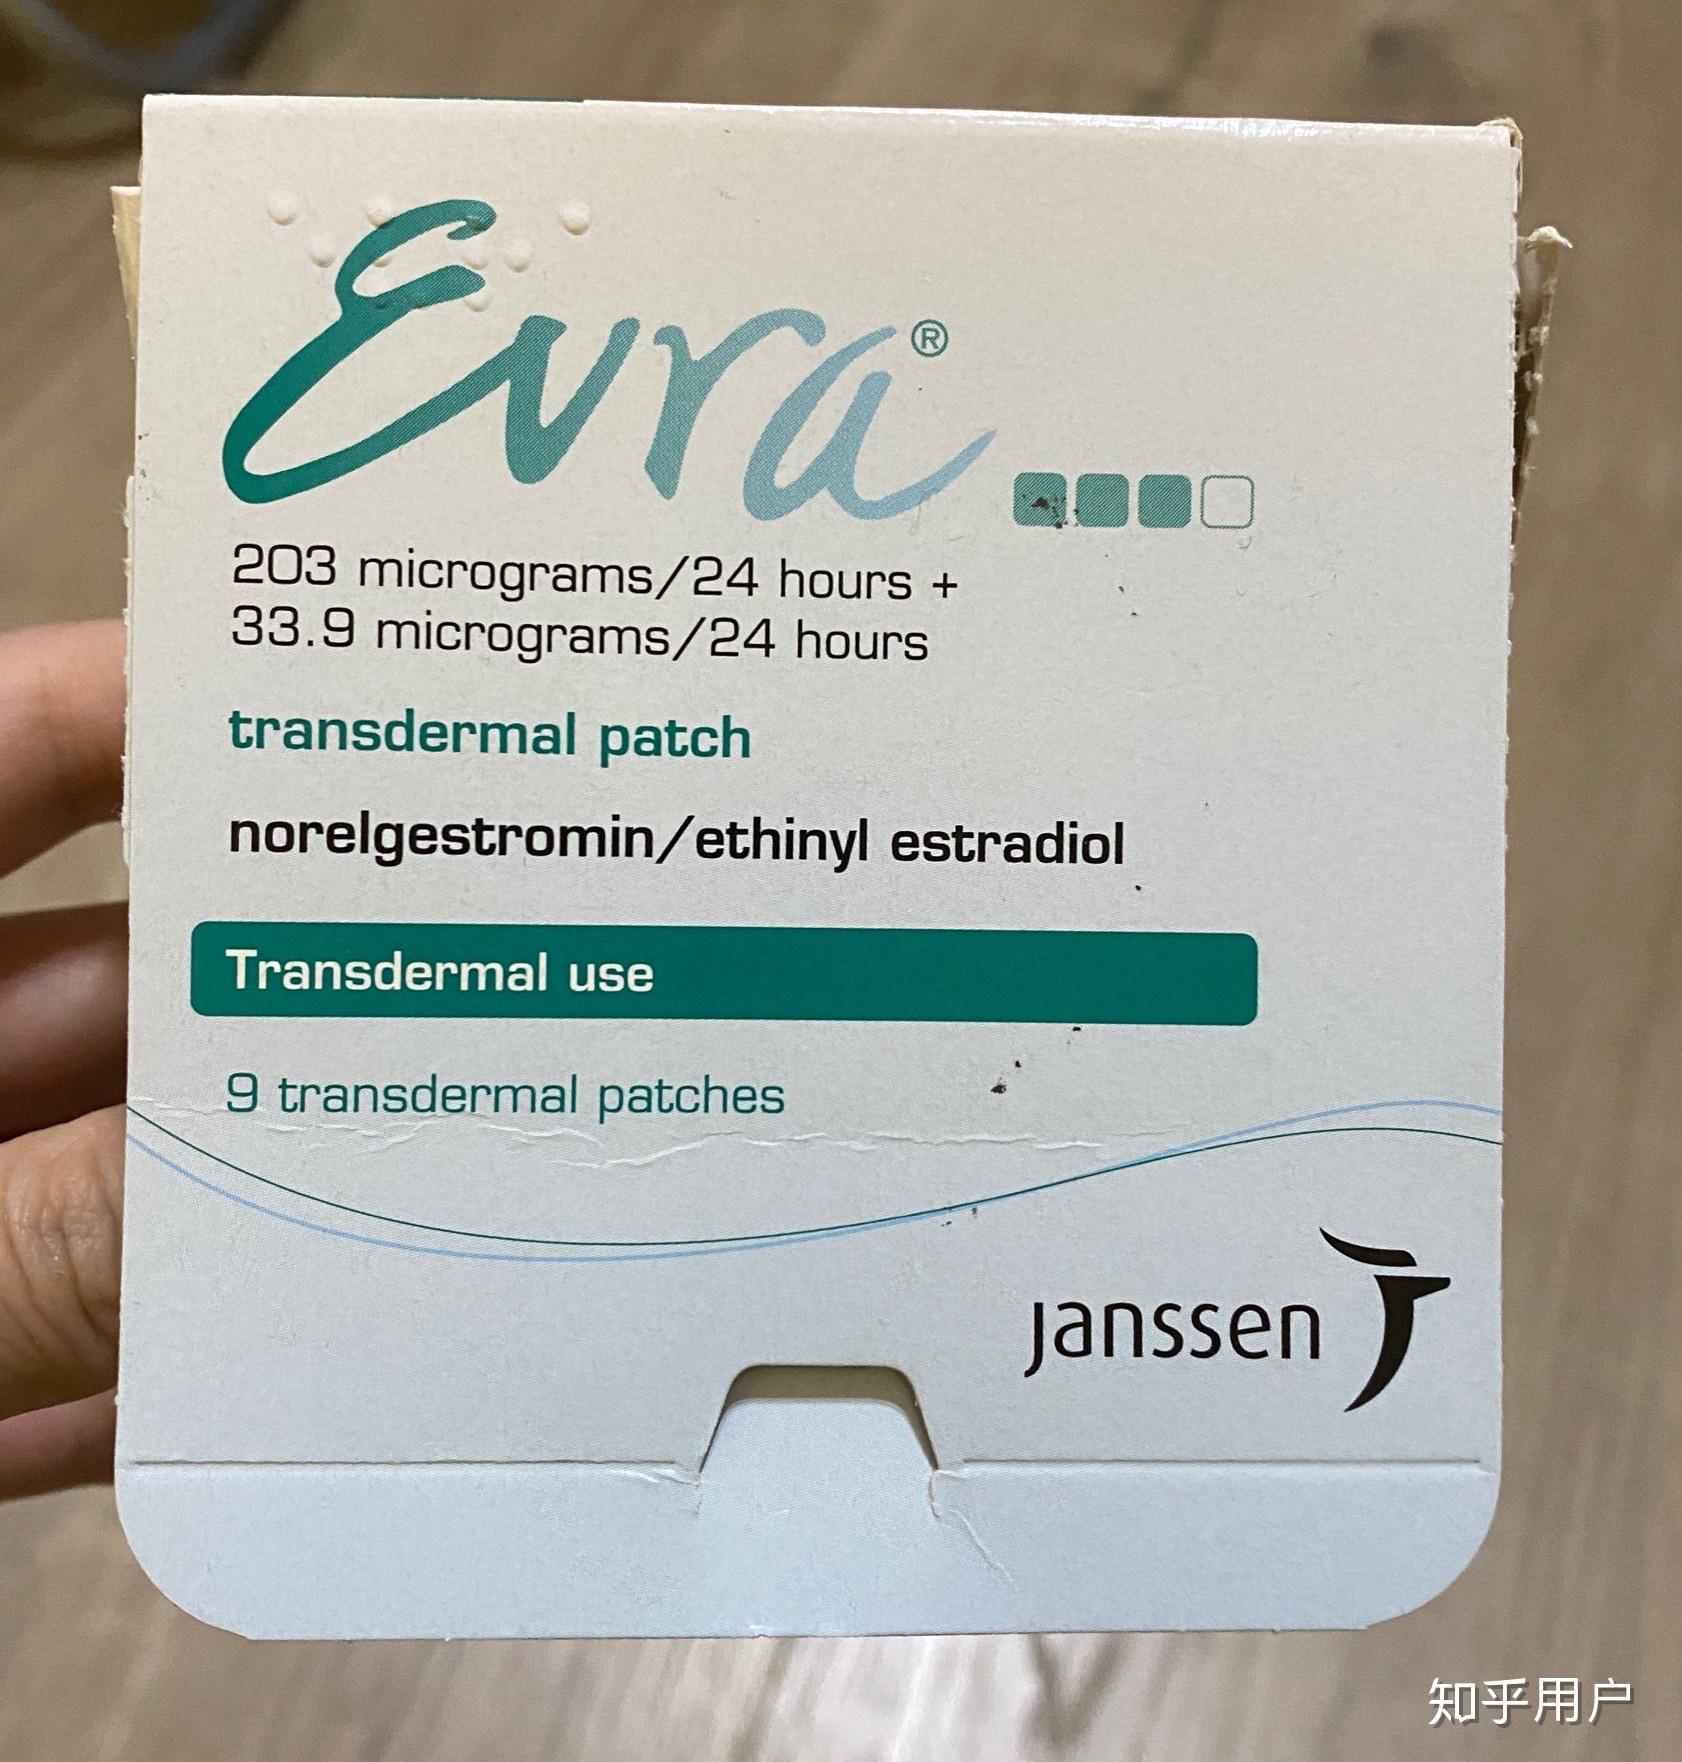 Evra®
203 micrograms/24 hours +
33.9 micrograms/24 hours
transdermal patch
norelgestromin/ethinyl estradiol
Transdermal use
9 transdermal patches
janssen
知乎用户